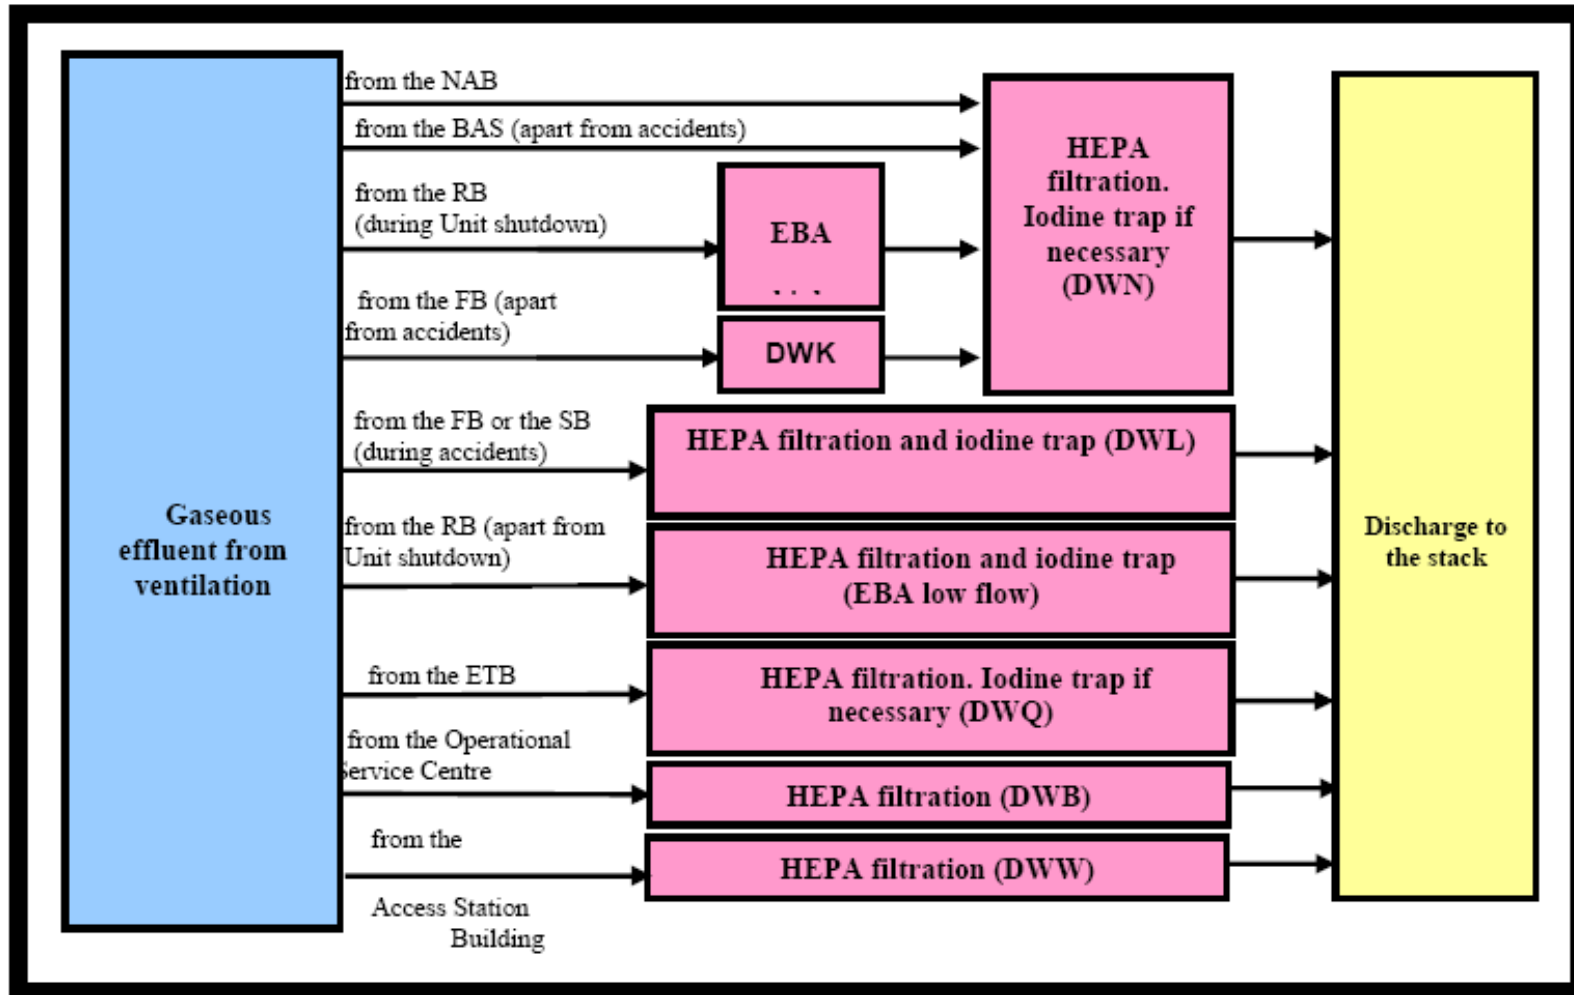 from the NAB
from the BAS (apart from accidents)
from the RB
(during Unit shutdown)
EBA
HEPA
filtration.
Iodine trap if
necessary
(DWN)
from the FB (apart
from accidents)
DWK
from the FB or the SB
(during accidents)
HEPA filtration and iodine trap (DWL)
from the RB (apart from
Unit shutdown)
HEPA filtration and iodine trap
(EBA low flow)
Gaseous
effluent from
ventilation
Discharge to
the stack
from the ETB
HEPA filtration. Iodine trap if
necessary (DWQ)
from the Operational
Service Centre
HEPA filtration (DWB)
from the
Access Station
Building
HEPA filtration (DWW)